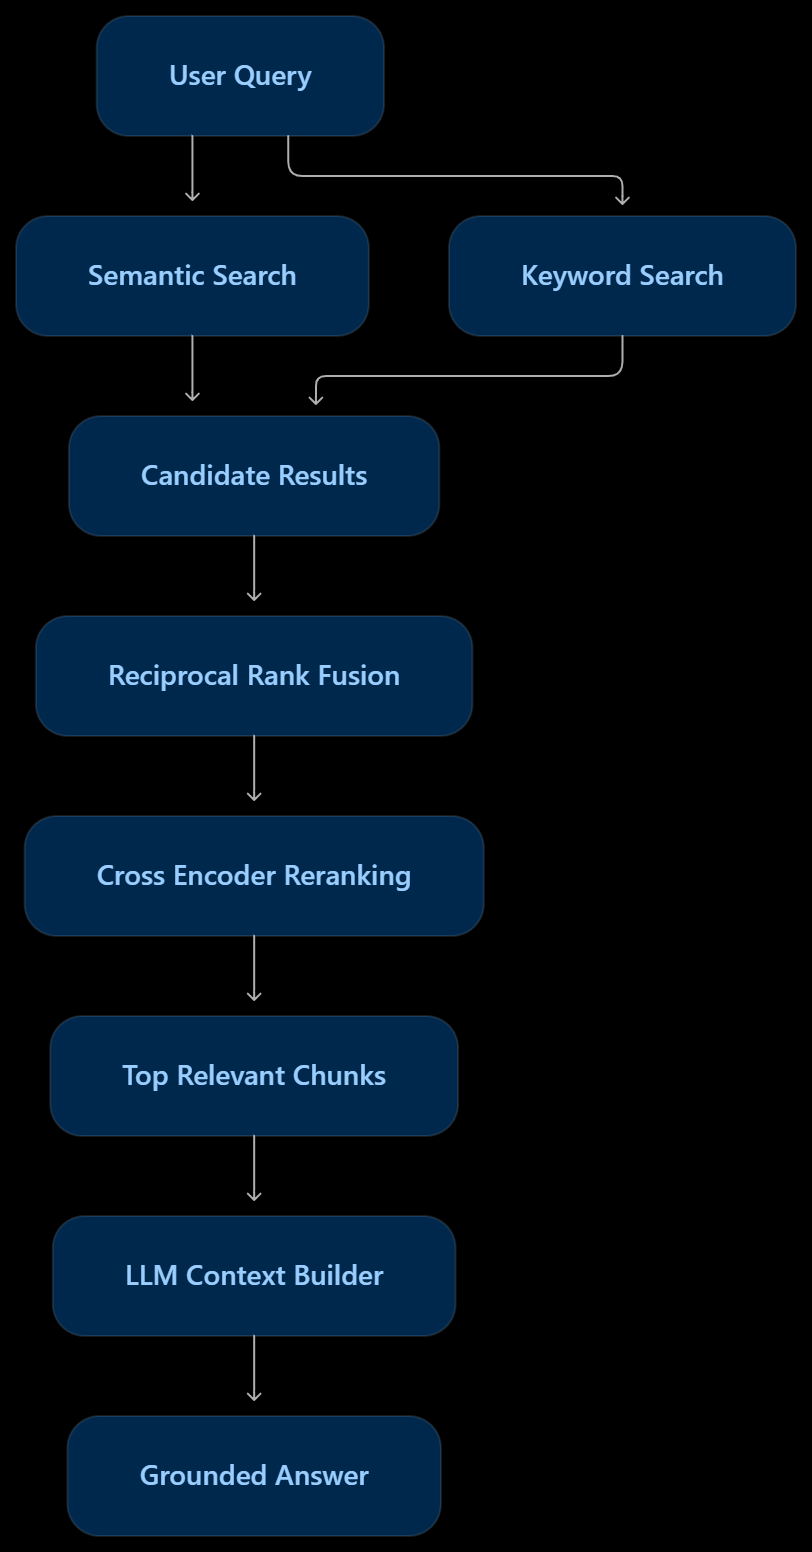 User Query
Semantic Search
Keyword Search
Candidate Results
Reciprocal Rank Fusion
Cross Encoder Reranking
Top Relevant Chunks
LLM Context Builder
Grounded Answer